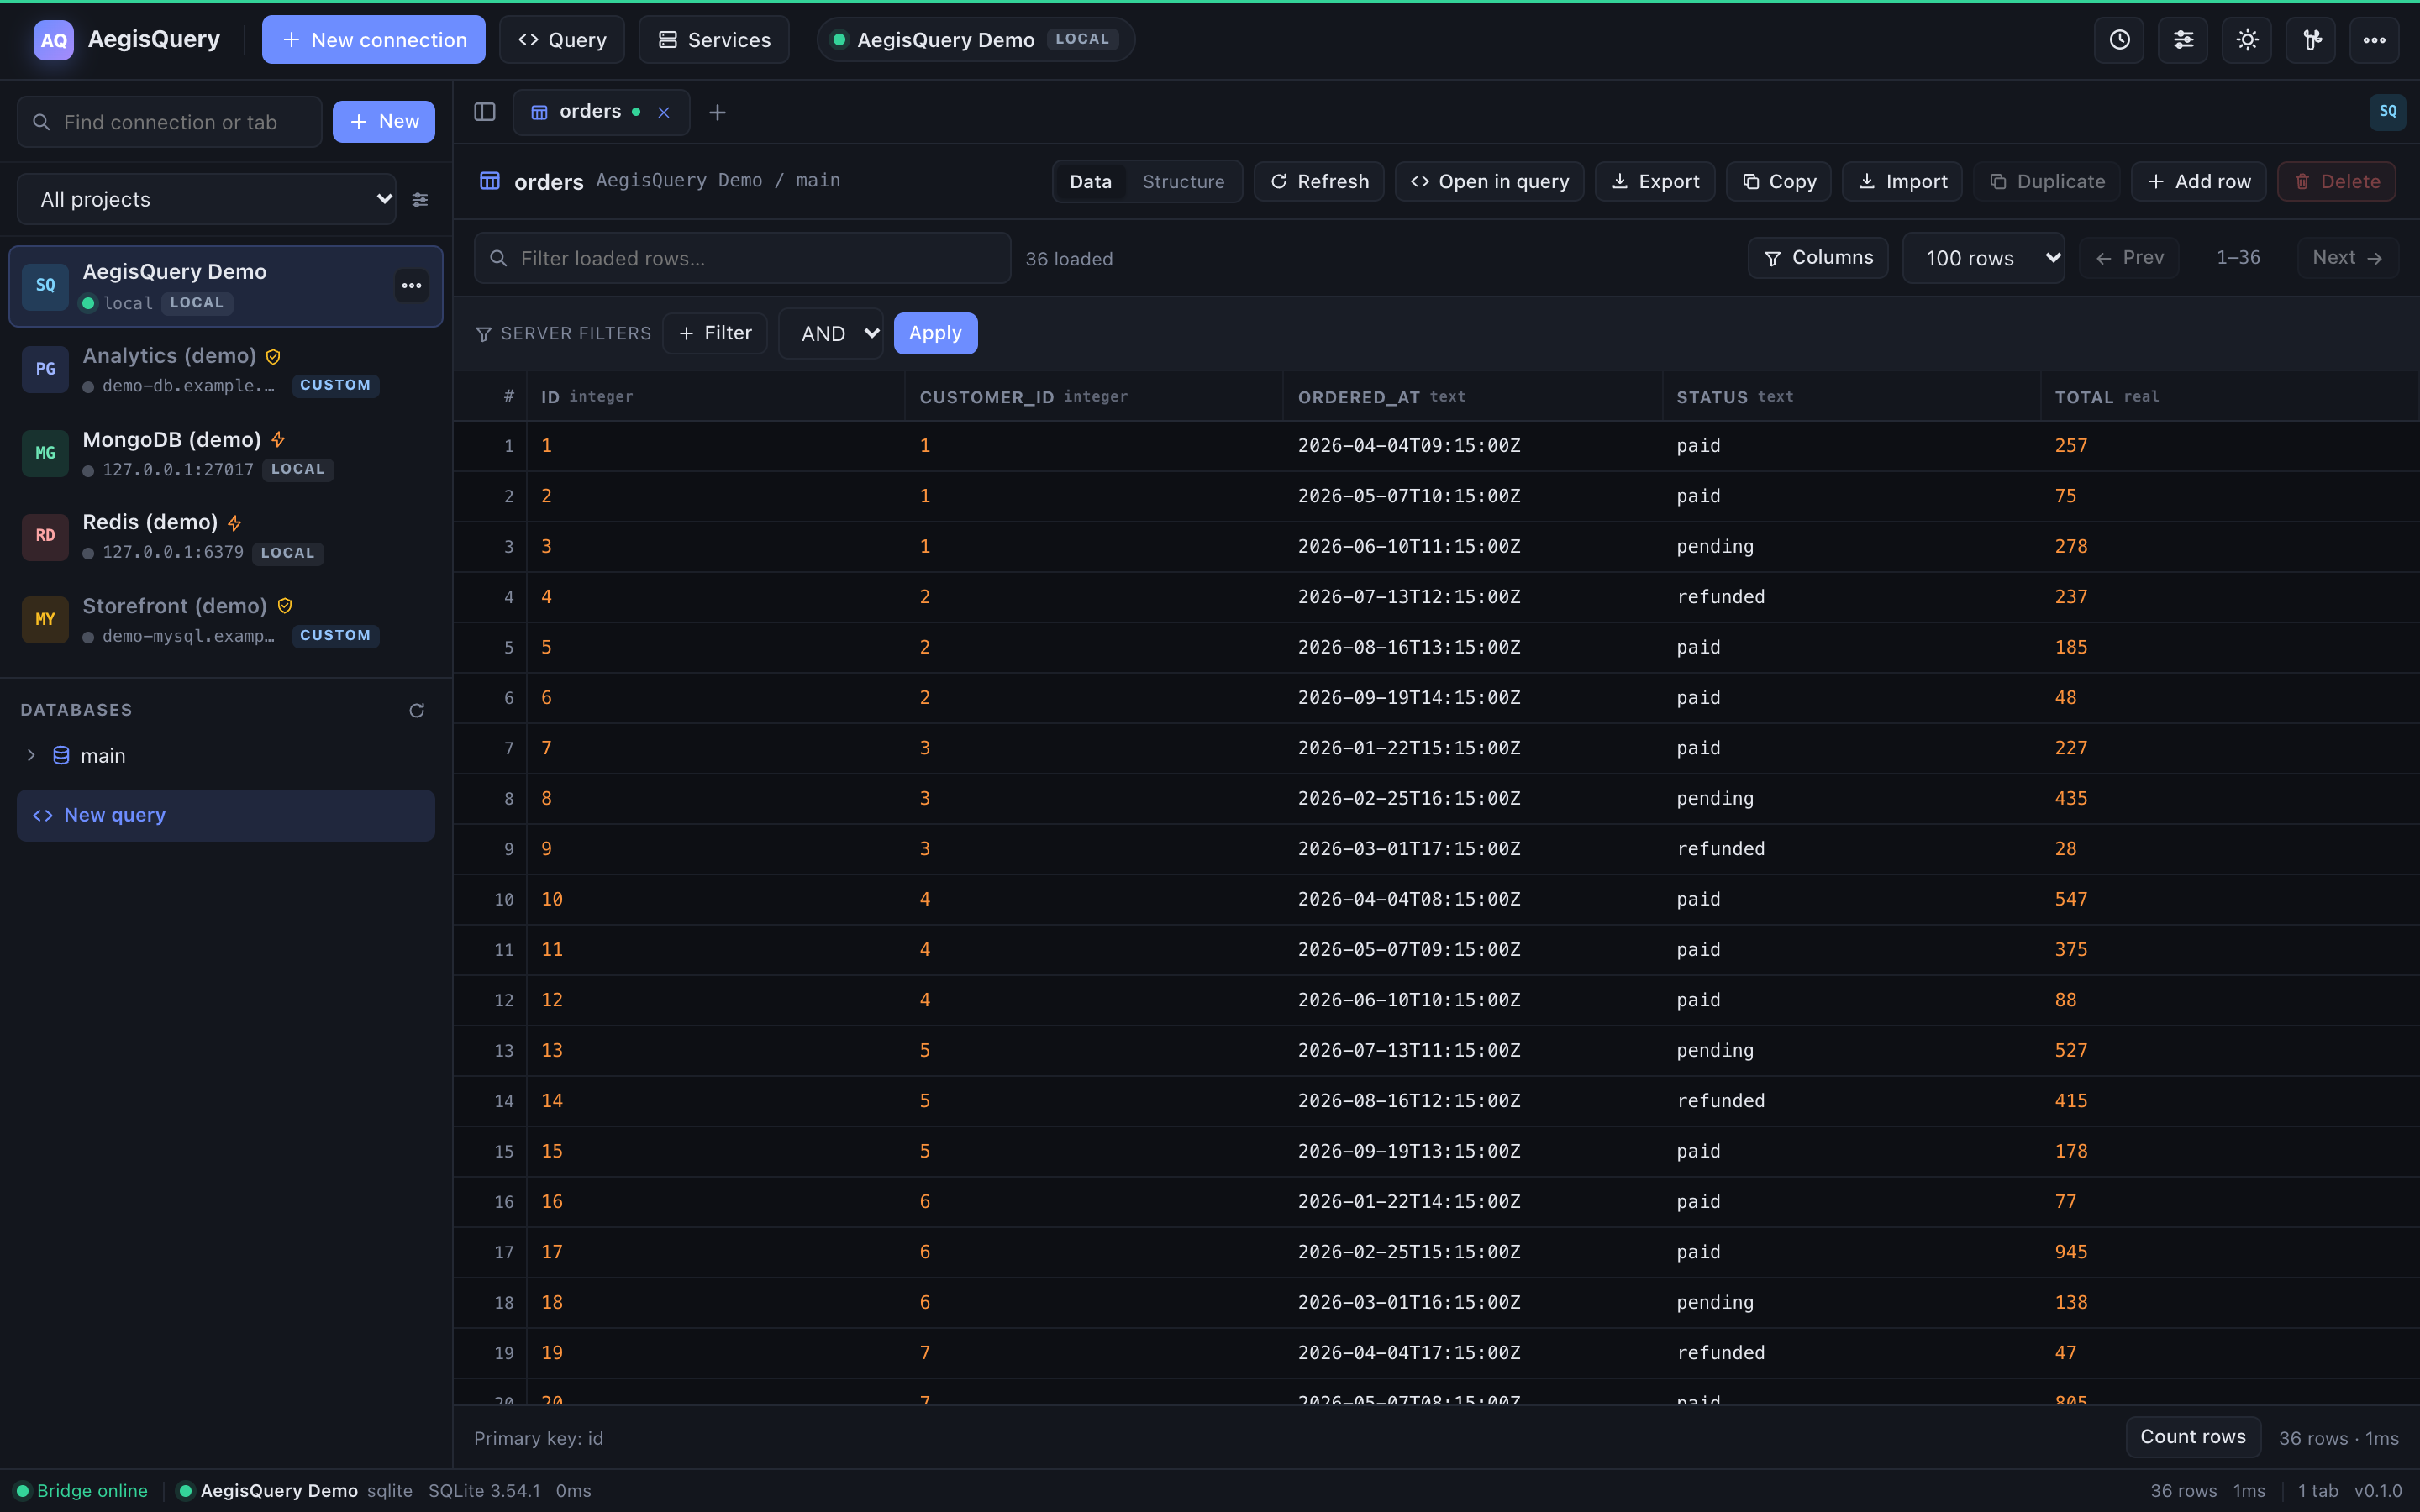 AQ AegisQuery New connection Query Services AegisQuery Demo LOCAL
Find connection or tab New
orders
SQ
All projects
orders AegisQuery Demo / main Data Structure Refresh Open in query Export Copy Import Duplicate Add row Delete
Filter loaded rows... 36 loaded Columns 100 rows Prev 1–36 Next
SERVER FILTERS Filter AND Apply
SQ AegisQuery Demo
local LOCAL
PG Analytics (demo)
demo-db.example.… CUSTOM
MG MongoDB (demo)
127.0.0.1:27017 LOCAL
RD Redis (demo)
127.0.0.1:6379 LOCAL
MY Storefront (demo)
demo-mysql.examp… CUSTOM
DATABASES
main
New query
# ID integer CUSTOMER_ID integer ORDERED_AT text STATUS text TOTAL real
1 1 1 2026-04-04T09:15:00Z paid 257
2 2 1 2026-05-07T10:15:00Z paid 75
3 3 1 2026-06-10T11:15:00Z pending 278
4 4 2 2026-07-13T12:15:00Z refunded 237
5 5 2 2026-08-16T13:15:00Z paid 185
6 6 2 2026-09-19T14:15:00Z paid 48
7 7 3 2026-01-22T15:15:00Z paid 227
8 8 3 2026-02-25T16:15:00Z pending 435
9 9 3 2026-03-01T17:15:00Z refunded 28
10 10 4 2026-04-04T08:15:00Z paid 547
11 11 4 2026-05-07T09:15:00Z paid 375
12 12 4 2026-06-10T10:15:00Z paid 88
13 13 5 2026-07-13T11:15:00Z pending 527
14 14 5 2026-08-16T12:15:00Z refunded 415
15 15 5 2026-09-19T13:15:00Z paid 178
16 16 6 2026-01-22T14:15:00Z paid 77
17 17 6 2026-02-25T15:15:00Z paid 945
18 18 6 2026-03-01T16:15:00Z pending 138
19 19 7 2026-04-04T17:15:00Z refunded 47
20 20 7 2026-05-07T08:15:00Z paid 805
Primary key: id Count rows 36 rows · 1ms
Bridge online AegisQuery Demo sqlite SQLite 3.54.1 0ms 36 rows 1ms 1 tab v0.1.0